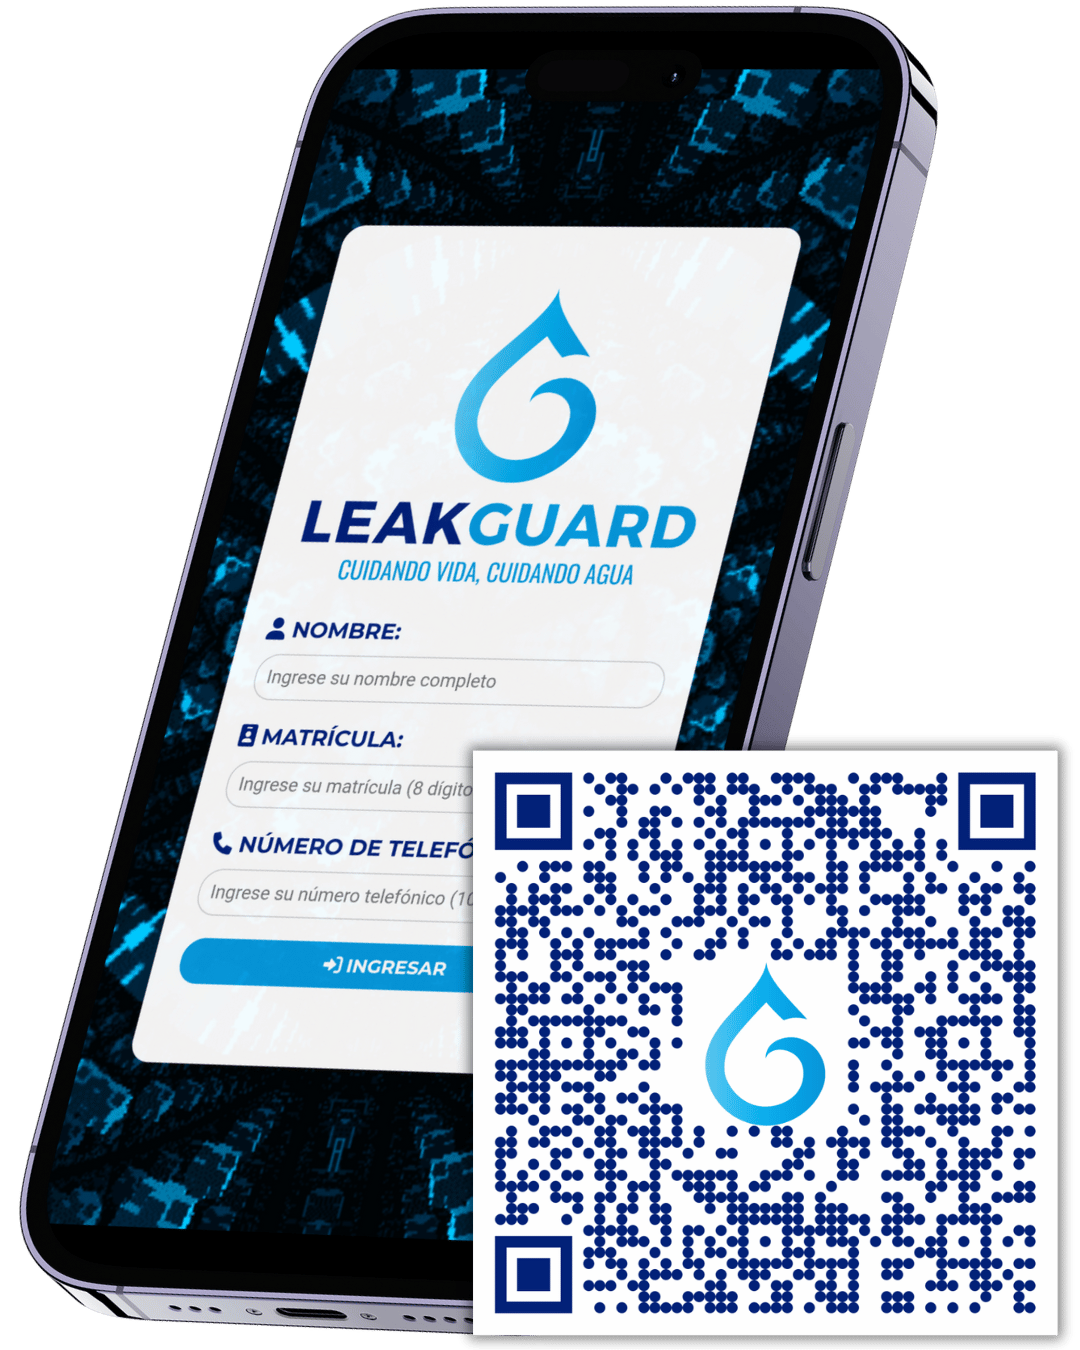 LEAKGUARD
CUIDANDO VIDA, CUIDANDO AGUA
NOMBRE:
Ingrese su nombre completo
MATRÍCULA:
Ingrese su matrícula (8 dígito
NÚMERO DE TELEFÓ
Ingrese su número telefónico (10
INGRESAR